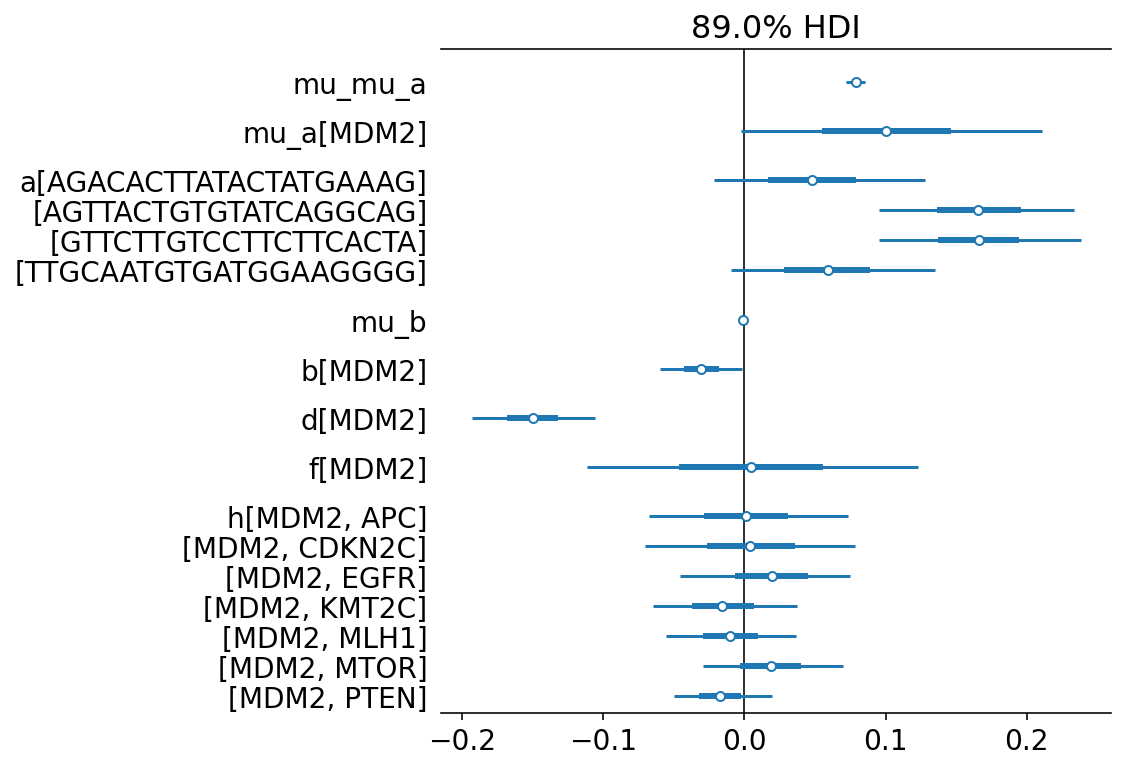 89.0% HDI
mu_mu_a
mu_a[MDM2]
a[AGACACTTATACTATGAAAG]
[AGTTACTGTGTATCAGGCAG]
[GTTCTTGTCCTTCTTCACTA]
[TTGCAATGTGATGGAAGGGG]
mu_b
b[MDM2]
d[MDM2]
f[MDM2]
h[MDM2, APC]
[MDM2, CDKN2C]
[MDM2, EGFR]
[MDM2, KMT2C]
[MDM2, MLH1]
[MDM2, MTOR]
[MDM2, PTEN]
−0.2 −0.1 0.0 0.1 0.2